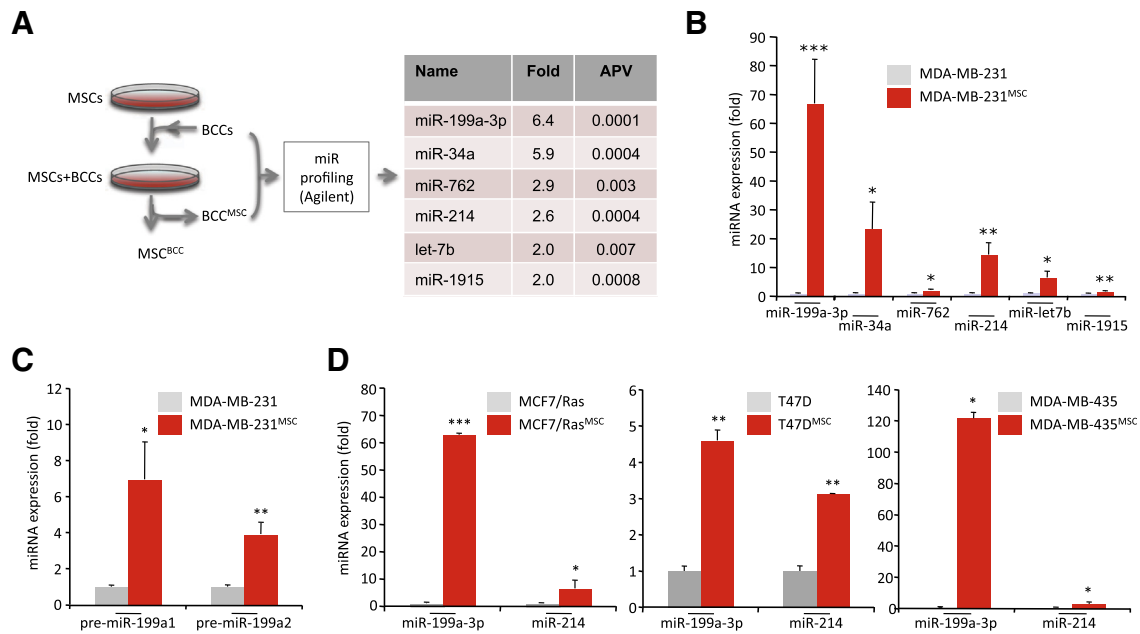 A
MSCs
BCCs
MSCs+BCCs
BCC^MSC
MSC^BCC
miR
profiling
(Agilent)
Name Fold APV
miR-199a-3p 6.4 0.0001
miR-34a 5.9 0.0004
miR-762 2.9 0.003
miR-214 2.6 0.0004
let-7b 2.0 0.007
miR-1915 2.0 0.0008
B
miRNA expression (fold)
90
80
70
60
50
40
30
20
10
0
MDA-MB-231
MDA-MB-231^MSC
***
*
*
**
*
**
miR-199a-3p
miR-34a
miR-762
miR-214
miR-let7b
miR-1915
C
miRNA expression (fold)
12
10
8
6
4
2
0
MDA-MB-231
MDA-MB-231^MSC
*
**
pre-miR-199a1
pre-miR-199a2
D
miRNA expression (fold)
80
70
60
50
40
30
20
10
0
MCF7/Ras
MCF7/Ras^MSC
***
*
miR-199a-3p
miR-214
6
5
4
3
2
1
0
T47D
T47D^MSC
**
**
miR-199a-3p
miR-214
140
120
100
80
60
40
20
0
MDA-MB-435
MDA-MB-435^MSC
*
*
miR-199a-3p
miR-214